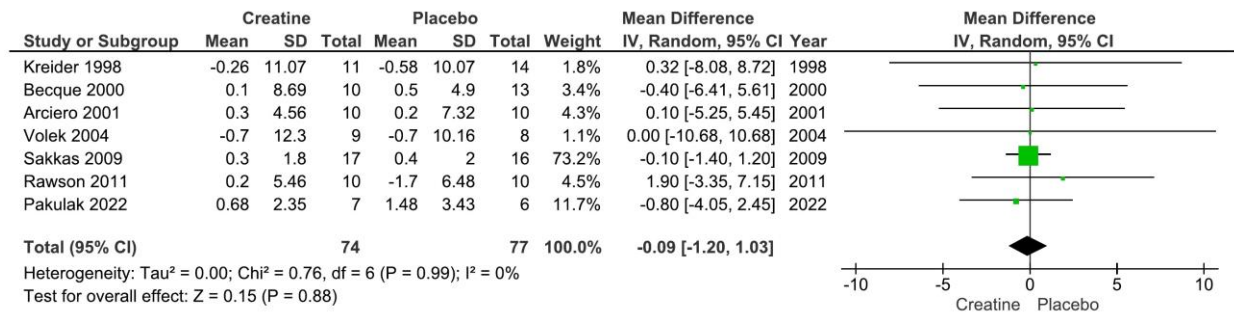 Creatine Placebo Mean Difference Mean Difference
Study or Subgroup Mean SD Total Mean SD Total Weight IV, Random, 95% CI Year IV, Random, 95% CI
Kreider 1998 -0.26 11.07 11 -0.58 10.07 14 1.8% 0.32 [-8.08, 8.72] 1998
Becque 2000 0.1 8.69 10 0.5 4.9 13 3.4% -0.40 [-6.41, 5.61] 2000
Arciero 2001 0.3 4.56 10 0.2 7.32 10 4.3% 0.10 [-5.25, 5.45] 2001
Volek 2004 -0.7 12.3 9 -0.7 10.16 8 1.1% 0.00 [-10.68, 10.68] 2004
Sakkas 2009 0.3 1.8 17 0.4 2 16 73.2% -0.10 [-1.40, 1.20] 2009
Rawson 2011 0.2 5.46 10 -1.7 6.48 10 4.5% 1.90 [-3.35, 7.15] 2011
Pakulak 2022 0.68 2.35 7 1.48 3.43 6 11.7% -0.80 [-4.05, 2.45] 2022
Total (95% CI) 74 77 100.0% -0.09 [-1.20, 1.03]
Heterogeneity: Tau² = 0.00; Chi² = 0.76, df = 6 (P = 0.99); I² = 0%
Test for overall effect: Z = 0.15 (P = 0.88)
-10 -5 0 5 10
Creatine Placebo